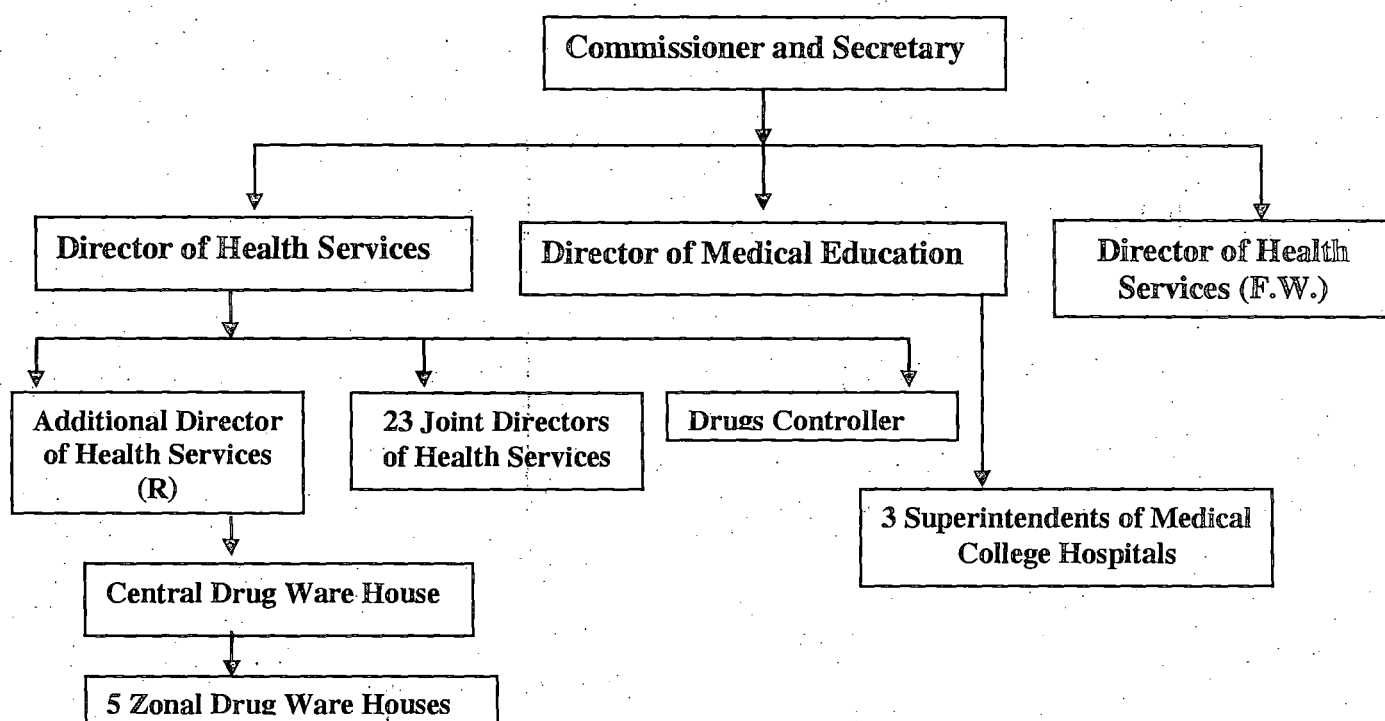 Commissioner and Secretary
Director of Health Services
Director of Medical Education
Director of Health
Services (F.W.)
Additional Director
of Health Services
(R)
23 Joint Directors
of Health Services
Drugs Controller
3 Superintendents of Medical
College Hospitals
Central Drug Ware House
5 Zonal Drug Ware Houses